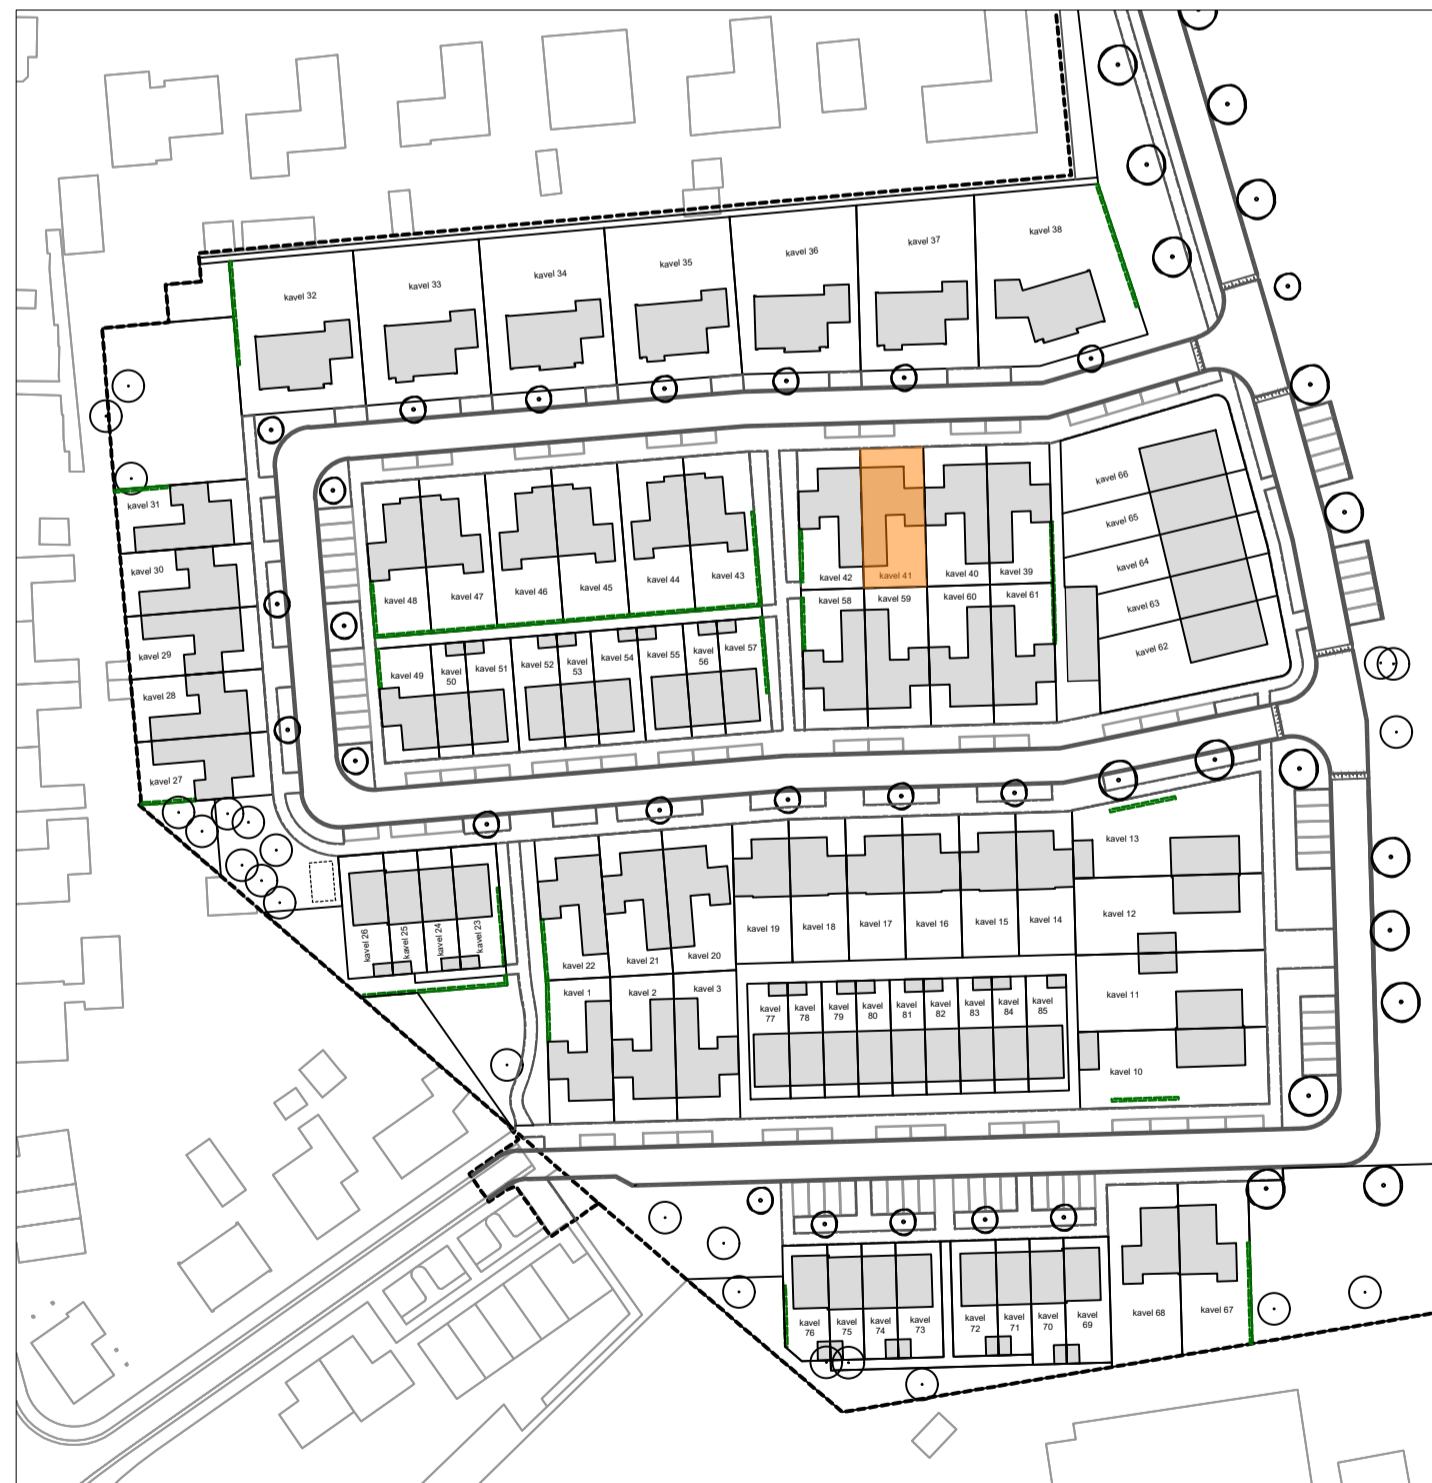 kavel 38
kavel 37
kavel 36
kavel 35
kavel 34
kavel 33
kavel 32
kavel 31
kavel 30
kavel 29
kavel 28
kavel 27
kavel 48
kavel 47
kavel 46
kavel 45
kavel 44
kavel 43
kavel 42
kavel 41
kavel 40
kavel 39
kavel 58
kavel 59
kavel 60
kavel 61
kavel 66
kavel 65
kavel 64
kavel 63
kavel 62
kavel 49
kavel
50
kavel 51
kavel 52
kavel
53
kavel 54
kavel 55
kavel
56
kavel 57
kavel 26
kavel 25
kavel 24
kavel 23
kavel 22
kavel 21
kavel 20
kavel 19
kavel 18
kavel 17
kavel 16
kavel 15
kavel 14
kavel 13
kavel 12
kavel 11
kavel 10
kavel 1
kavel 2
kavel 3
kavel
77
kavel
78
kavel
79
kavel
80
kavel
81
kavel
82
kavel
83
kavel
84
kavel
85
kavel
76
kavel
75
kavel
74
kavel
73
kavel
72
kavel
71
kavel
70
kavel
69
kavel 68
kavel 67